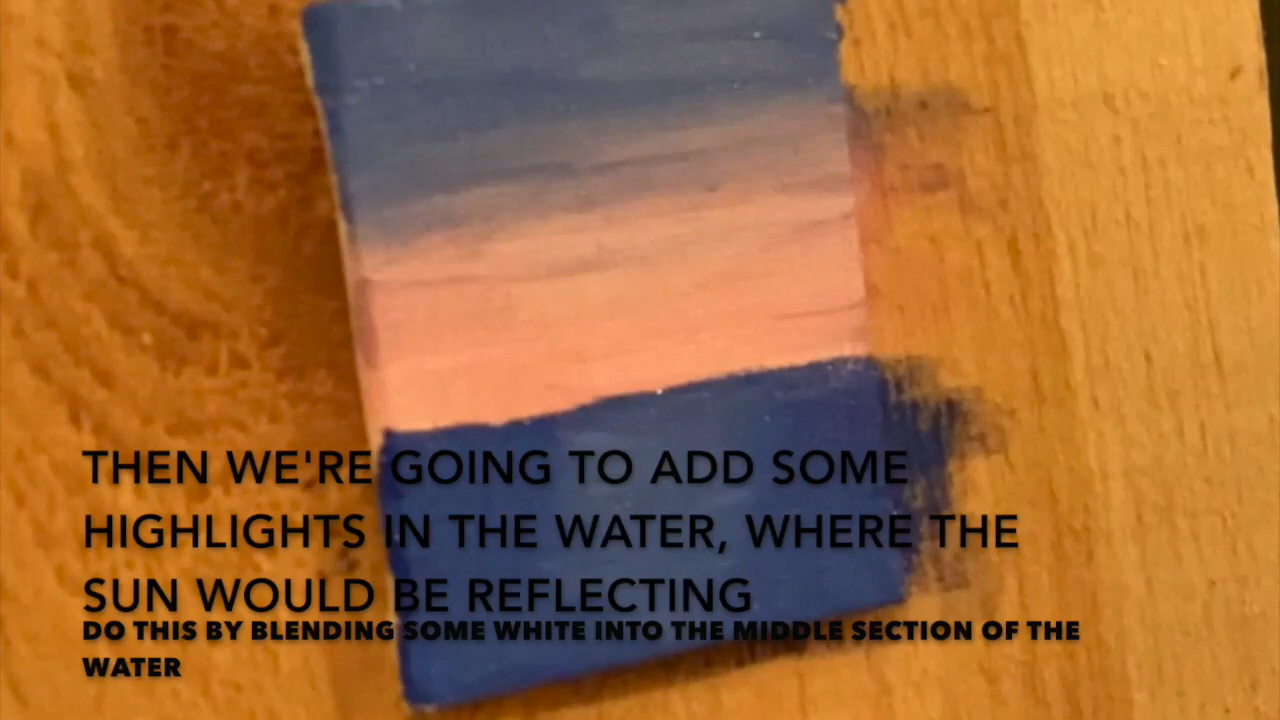 THEN WE'RE GOING TO ADD SOME
HIGHLIGHTS IN THE WATER, WHERE THE
SUN WOULD BE REFLECTING
DO THIS BY BLENDING SOME WHITE INTO THE MIDDLE SECTION OF THE
WATER